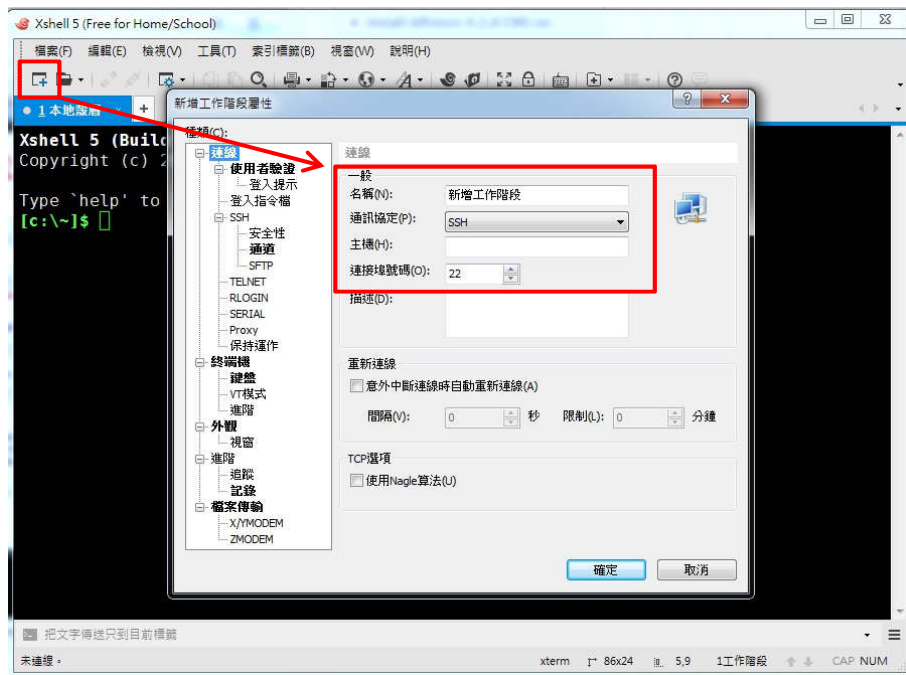 Xshell 5 (Free for Home/School)
檔案(F) 編輯(E) 檢視(V) 工具(T) 索引標籤(B) 視窗(W) 說明(H)
1 本地
新增工作階段屬性
Xshell 5 (Buil
Copyright (c) 2
Type `help' to
[c:\~]$
種類(C):
連線
使用者驗證
登入提示
登入指令檔
SSH
安全性
通道
SFTP
TELNET
RLOGIN
SERIAL
Proxy
保持運作
終端機
鍵盤
VT模式
進階
外觀
視窗
進階
追蹤
記錄
檔案傳輸
X/YMODEM
ZMODEM
連線
一般
名稱(N): 新增工作階段
通訊協定(P): SSH
主機(H):
連接埠號碼(O): 22
描述(D):
重新連線
意外中斷連線時自動重新連線(A)
間隔(V): 0 秒 限制(L): 0 分鐘
TCP選項
使用Nagle算法(U)
確定 取消
把文字傳送只到目前標籤
未連線。 xterm 86x24 5,9 1工作階段 CAP NUM